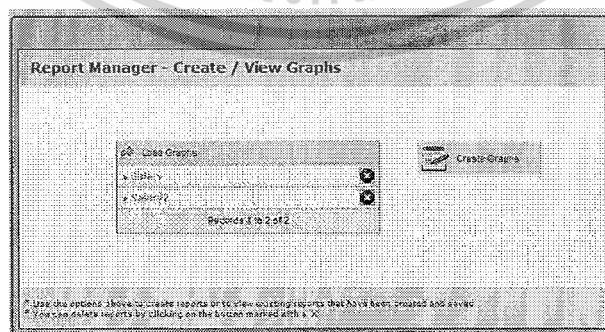 Report Manager - Create / View Graphs
Load Graphs
Create Graphs
Records 1 to 2 of 2
* Use the options above to create reports or to view existing reports that have been created and saved
* You can delete reports by clicking on the button marked with a 'X'